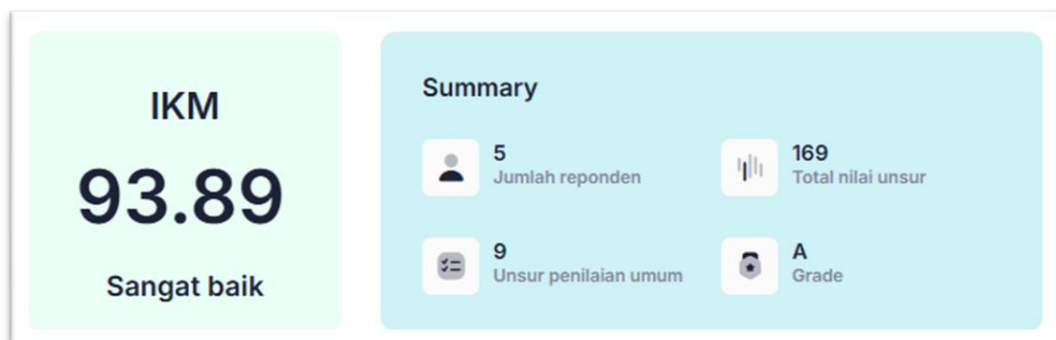 IKM
93.89
Sangat baik
Summary
5
Jumlah reponden
169
Total nilai unsur
9
Unsur penilaian umum
A
Grade